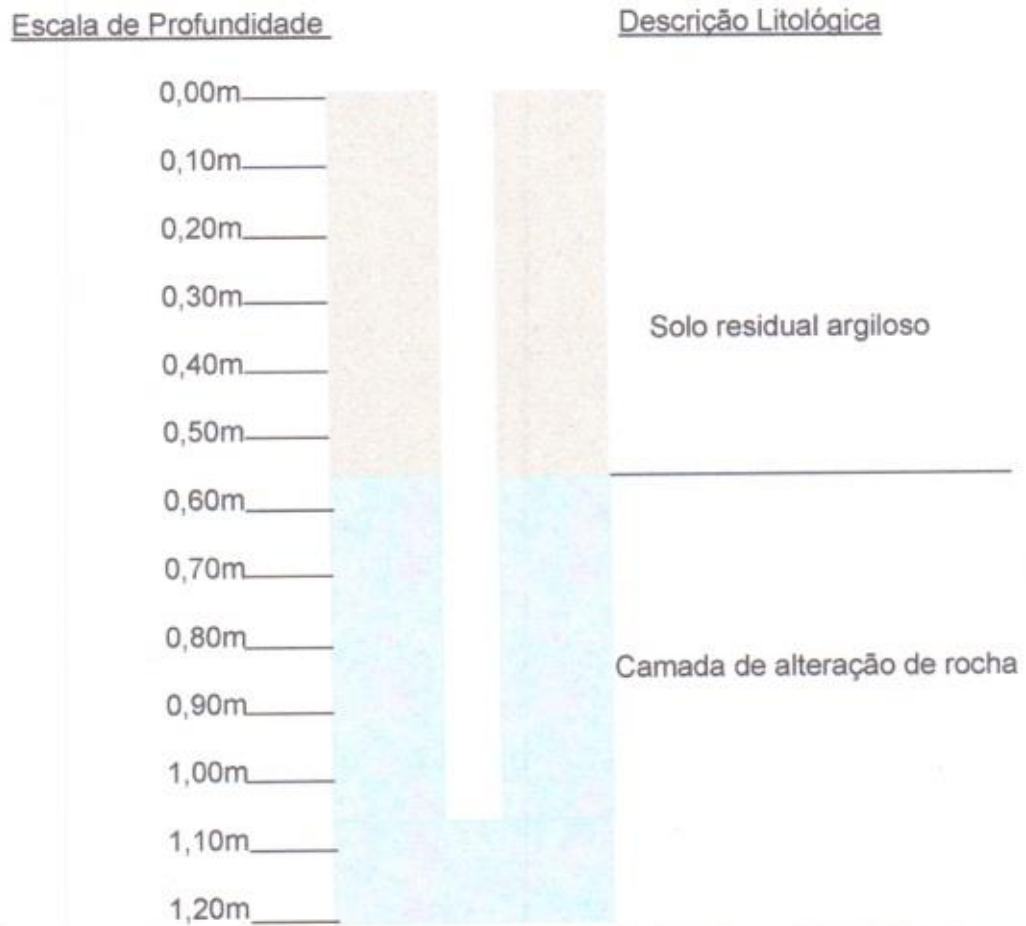 Escala de Profundidade
Descrição Litológica
0,00m
0,10m
0,20m
0,30m
Solo residual argiloso
0,40m
0,50m
0,60m
0,70m
0,80m
Camada de alteração de rocha
0,90m
1,00m
1,10m
1,20m